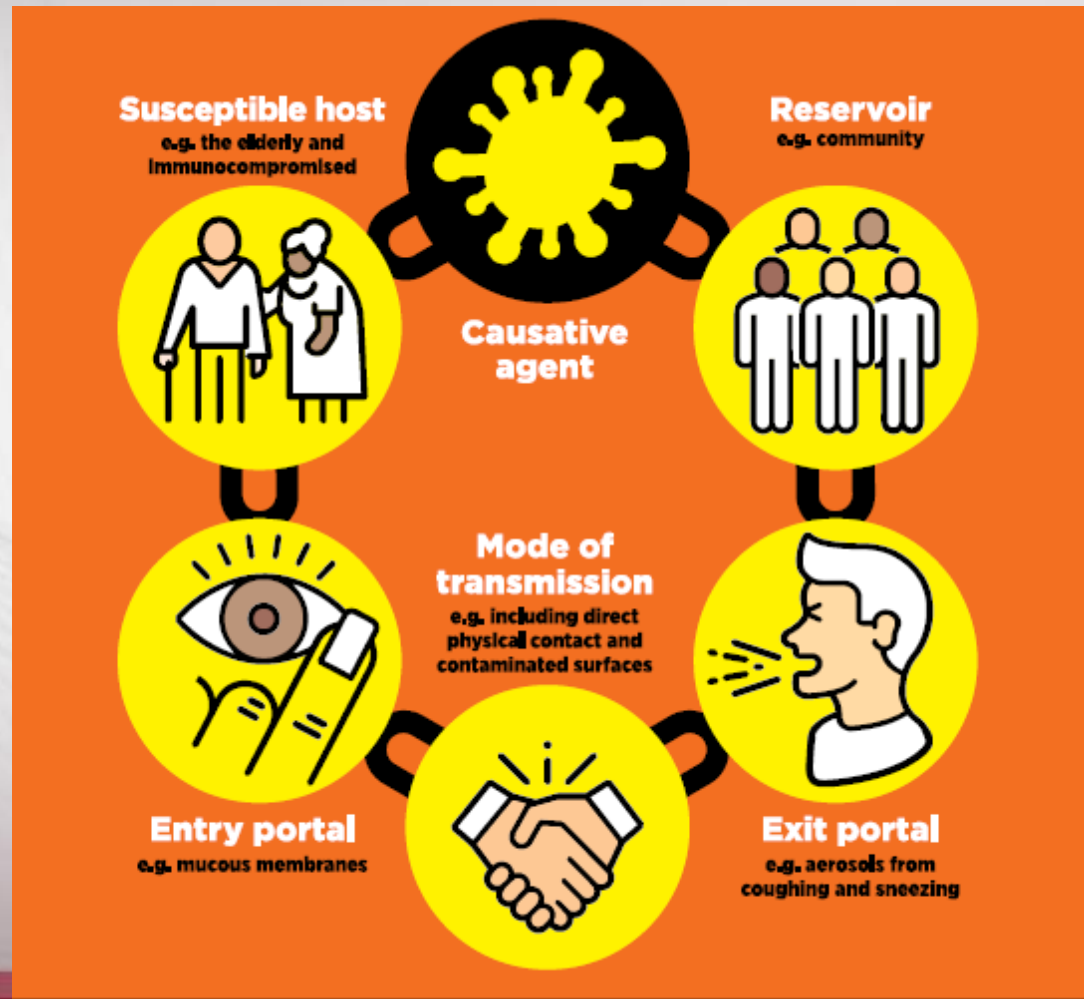 Susceptible host
e.g. the elderly and
immunocompromised
Causative
agent
Reservoir
e.g. community
Mode of
transmission
e.g. including direct
physical contact and
contaminated surfaces
Entry portal
e.g. mucous membranes
Exit portal
e.g. aerosols from
coughing and sneezing